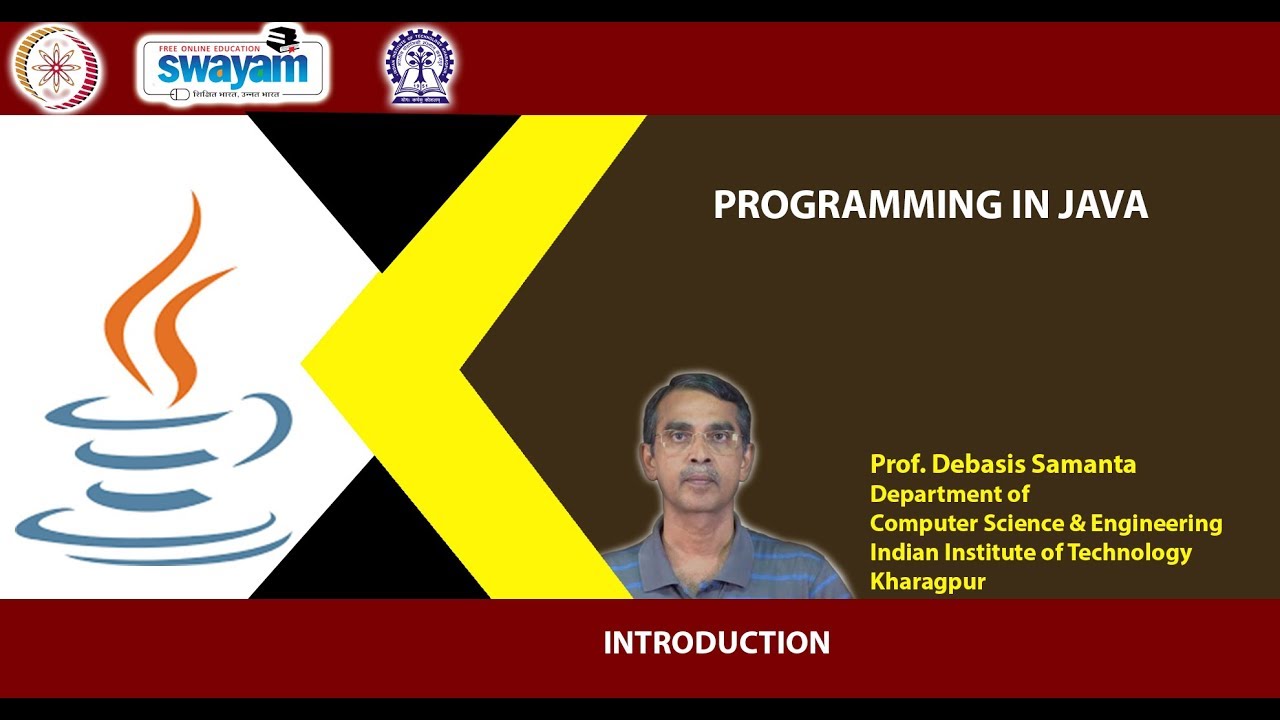 FREE ONLINE EDUCATION
swayam
शिक्षित भारत, उन्नत भारत
PROGRAMMING IN JAVA
Prof. Debasis Samanta
Department of
Computer Science & Engineering
Indian Institute of Technology
Kharagpur
INTRODUCTION